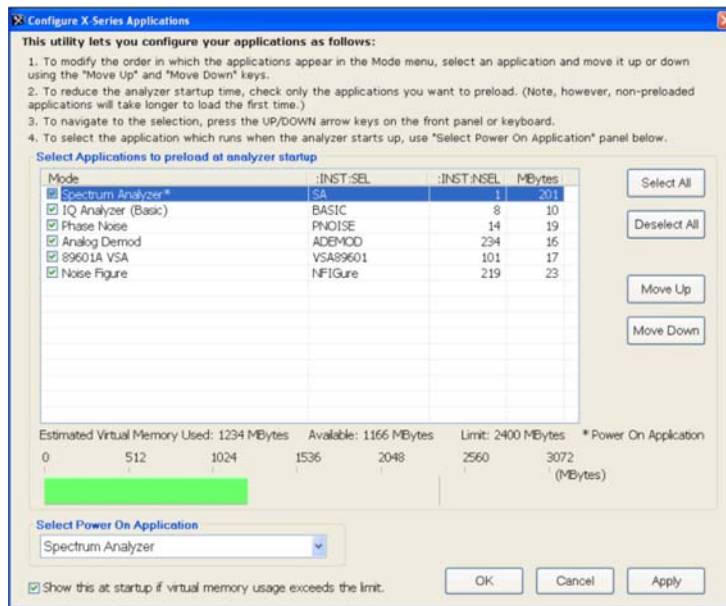 Configure X-Series Applications
This utility lets you configure your applications as follows:
1. To modify the order in which the applications appear in the Mode menu, select an application and move it up or down
using the "Move Up" and "Move Down" keys.
2. To reduce the analyzer startup time, check only the applications you want to preload. (Note, however, non-preloaded
applications will take longer to load the first time.)
3. To navigate to the selection, press the UP/DOWN arrow keys on the front panel or keyboard.
4. To select the application which runs when the analyzer starts up, use "Select Power On Application" panel below.
Select Applications to preload at analyzer startup
Mode :INST:SEL :INST:NSEL MBytes
Spectrum Analyzer* SA 1 201
IQ Analyzer (Basic) BASIC 8 10
Phase Noise PNOISE 14 19
Analog Demod ADEMOD 234 16
89601A VSA VSA89601 101 17
Noise Figure NFIGure 219 23
Select All
Deselect All
Move Up
Move Down
Estimated Virtual Memory Used: 1234 MBytes Available: 1166 MBytes Limit: 2400 MBytes * Power On Application
0 512 1024 1536 2048 2560 3072
(MBytes)
Select Power On Application
Spectrum Analyzer
Show this at startup if virtual memory usage exceeds the limit.
OK Cancel Apply